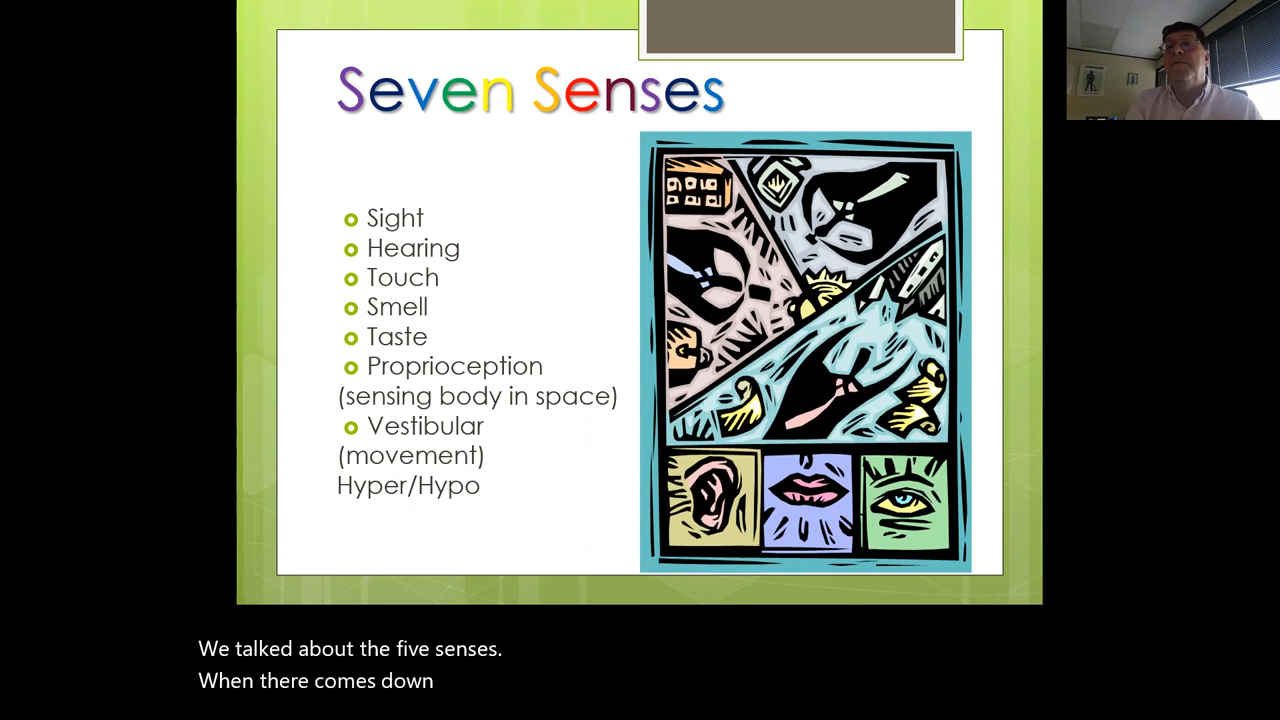 Seven Senses
Sight
Hearing
Touch
Smell
Taste
Proprioception
(sensing body in space)
Vestibular
(movement)
Hyper/Hypo
We talked about the five senses.
When there comes down